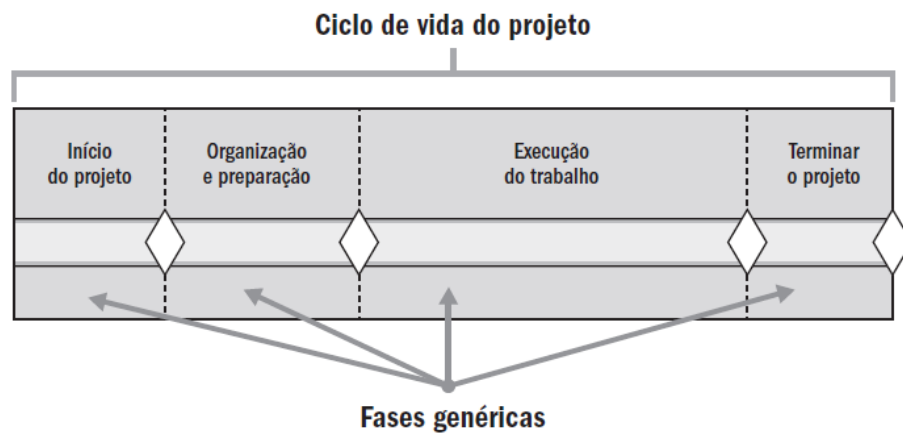 Ciclo de vida do projeto
Início
do projeto
Organização
e preparação
Execução
do trabalho
Terminar
o projeto
Fases genéricas